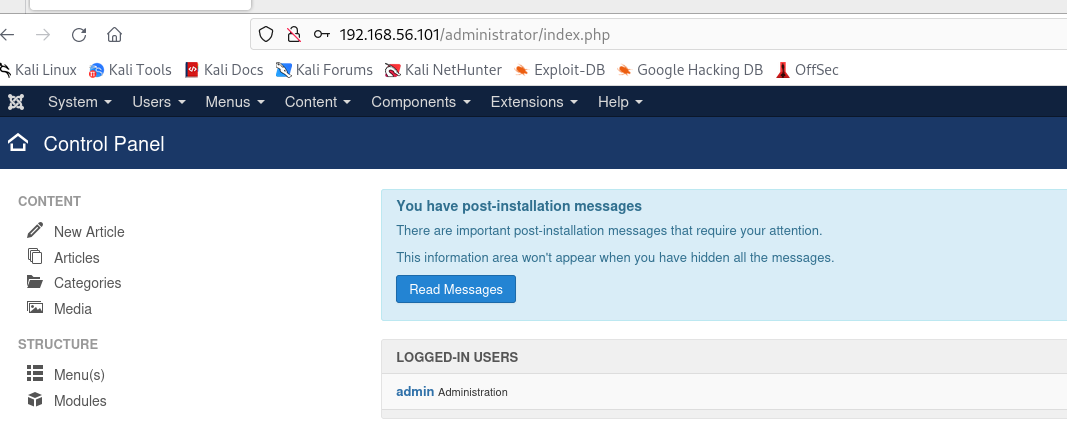 192.168.56.101/administrator/index.php
Kali Linux Kali Tools Kali Docs Kali Forums Kali NetHunter Exploit-DB Google Hacking DB OffSec
System Users Menus Content Components Extensions Help
Control Panel
CONTENT
New Article
Articles
Categories
Media
STRUCTURE
Menu(s)
Modules
You have post-installation messages
There are important post-installation messages that require your attention.
This information area won't appear when you have hidden all the messages.
Read Messages
LOGGED-IN USERS
admin Administration